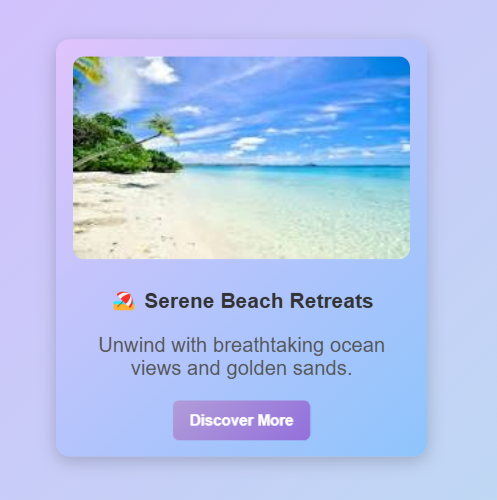 🏖️ Serene Beach Retreats
Unwind with breathtaking ocean
views and golden sands.
Discover More